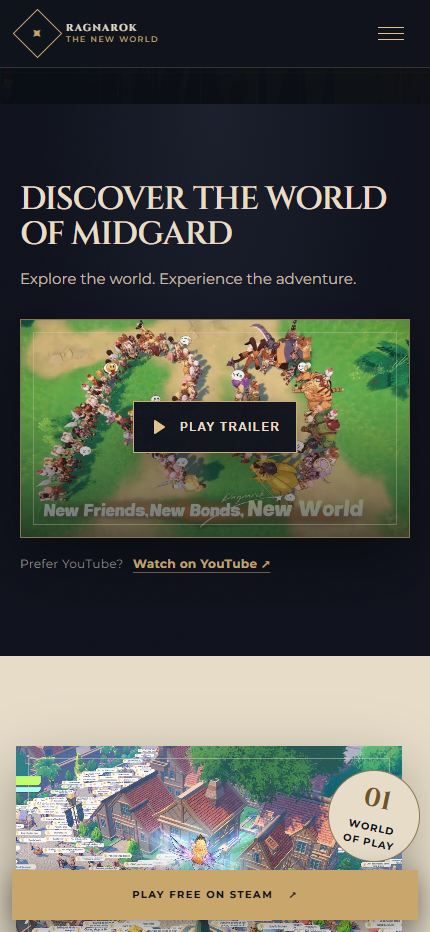 RAGNAROK
THE NEW WORLD
DISCOVER THE WORLD
OF MIDGARD
Explore the world. Experience the adventure.
PLAY TRAILER
Ragnarok
New Friends,New Bonds, New World
Prefer YouTube? Watch on YouTube ↗
01
WORLD
OF PLAY
PLAY FREE ON STEAM ↗